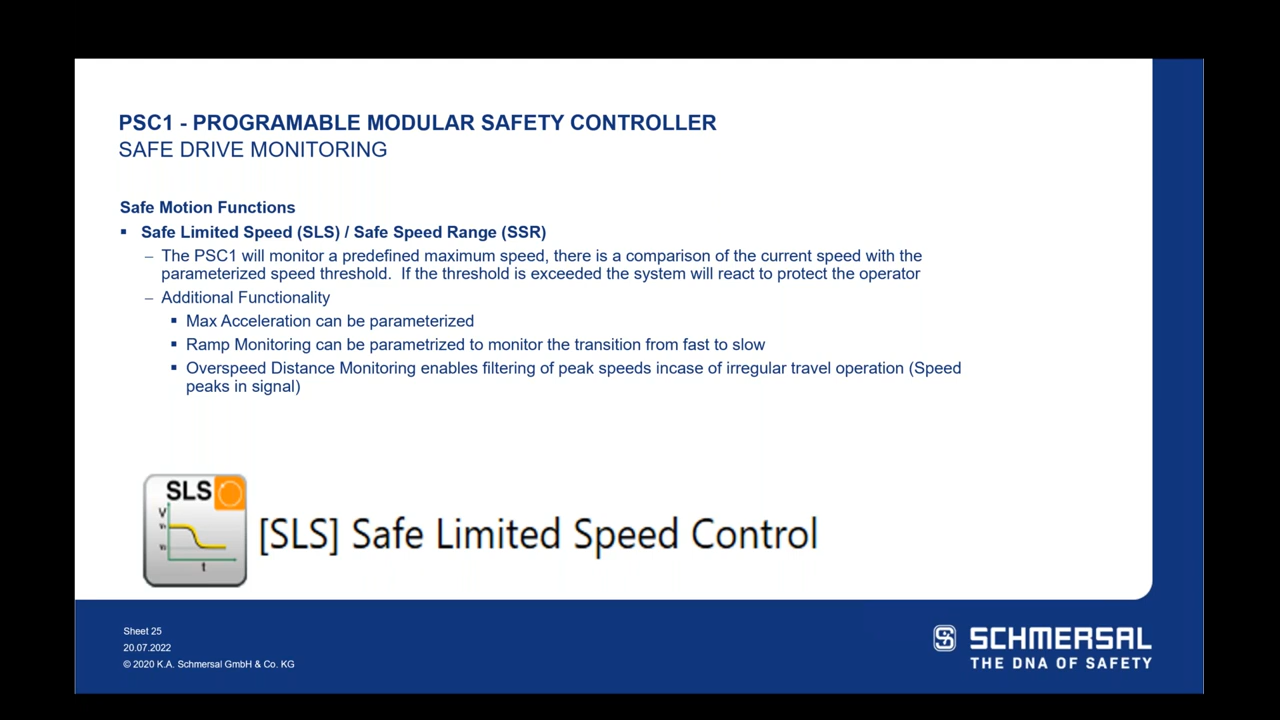 PSC1 - PROGRAMABLE MODULAR SAFETY CONTROLLER
SAFE DRIVE MONITORING
Safe Motion Functions
▪ Safe Limited Speed (SLS) / Safe Speed Range (SSR)
– The PSC1 will monitor a predefined maximum speed, there is a comparison of the current speed with the
parameterized speed threshold.  If the threshold is exceeded the system will react to protect the operator
– Additional Functionality
▪ Max Acceleration can be parameterized
▪ Ramp Monitoring can be parametrized to monitor the transition from fast to slow
▪ Overspeed Distance Monitoring enables filtering of peak speeds incase of irregular travel operation (Speed
peaks in signal)
SLS
V
t
[SLS] Safe Limited Speed Control
Sheet 25
20.07.2022
© 2020 K.A. Schmersal GmbH & Co. KG
SCHMERSAL
THE DNA OF SAFETY